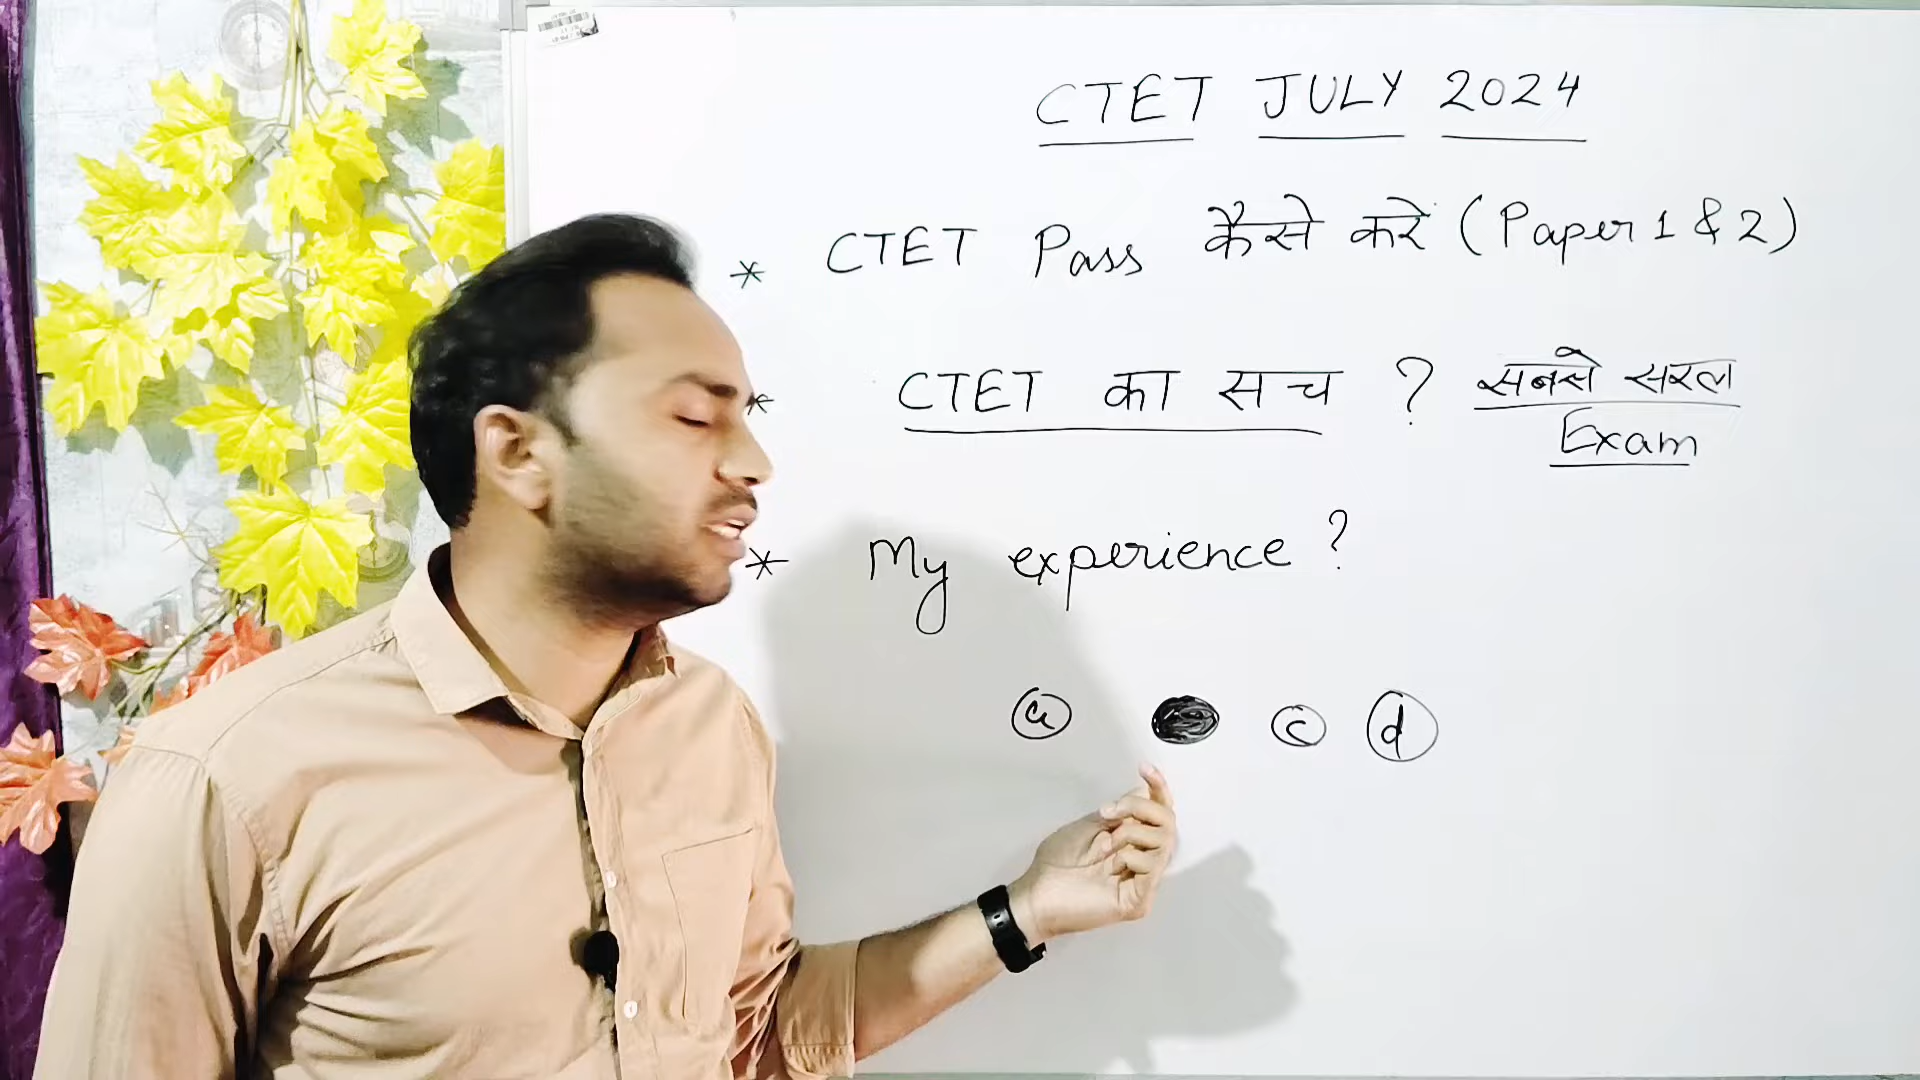 CTET JULY 2024
* CTET Pass कैसे करें (Paper 1 & 2)
* CTET का सच ? सबसे सरल
Exam
* My experience ?
a c d